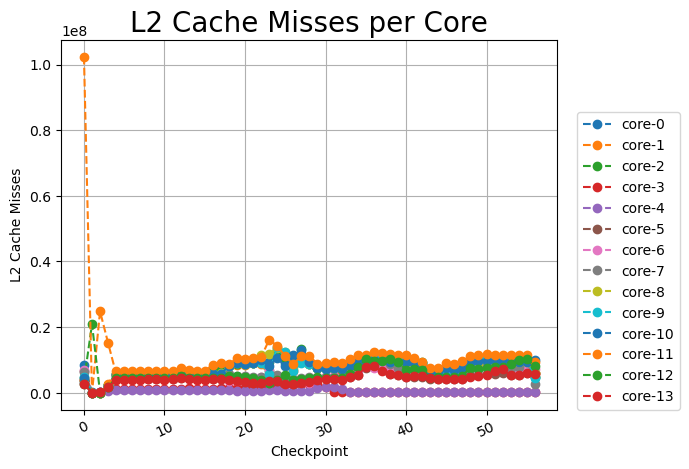 L2 Cache Misses per Core
1e8
1.0
0.8
0.6
0.4
0.2
0.0
L2 Cache Misses
0
10
20
30
40
50
Checkpoint
core-0
core-1
core-2
core-3
core-4
core-5
core-6
core-7
core-8
core-9
core-10
core-11
core-12
core-13